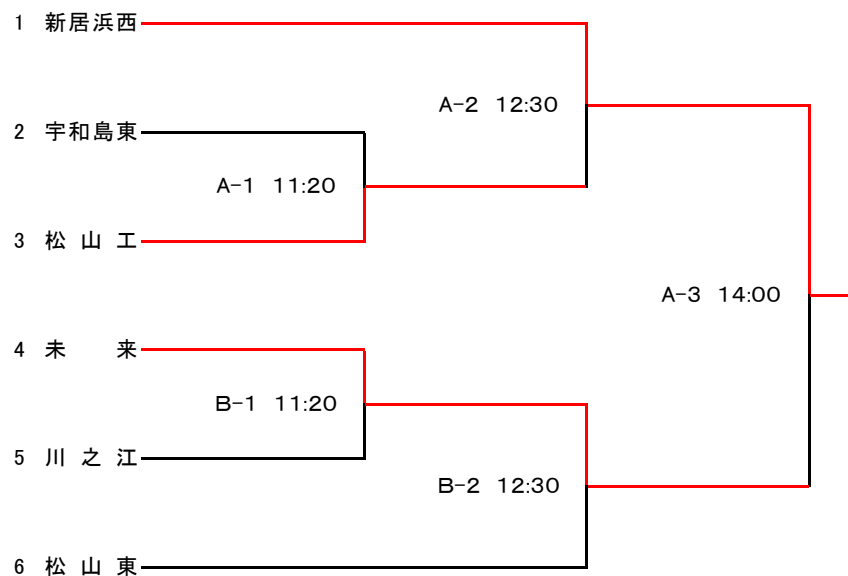 1 新居浜西
A-2 12:30
2 宇和島東
A-1 11:20
3 松山工
A-3 14:00
4 未来
B-1 11:20
5 川之江
B-2 12:30
6 松山東